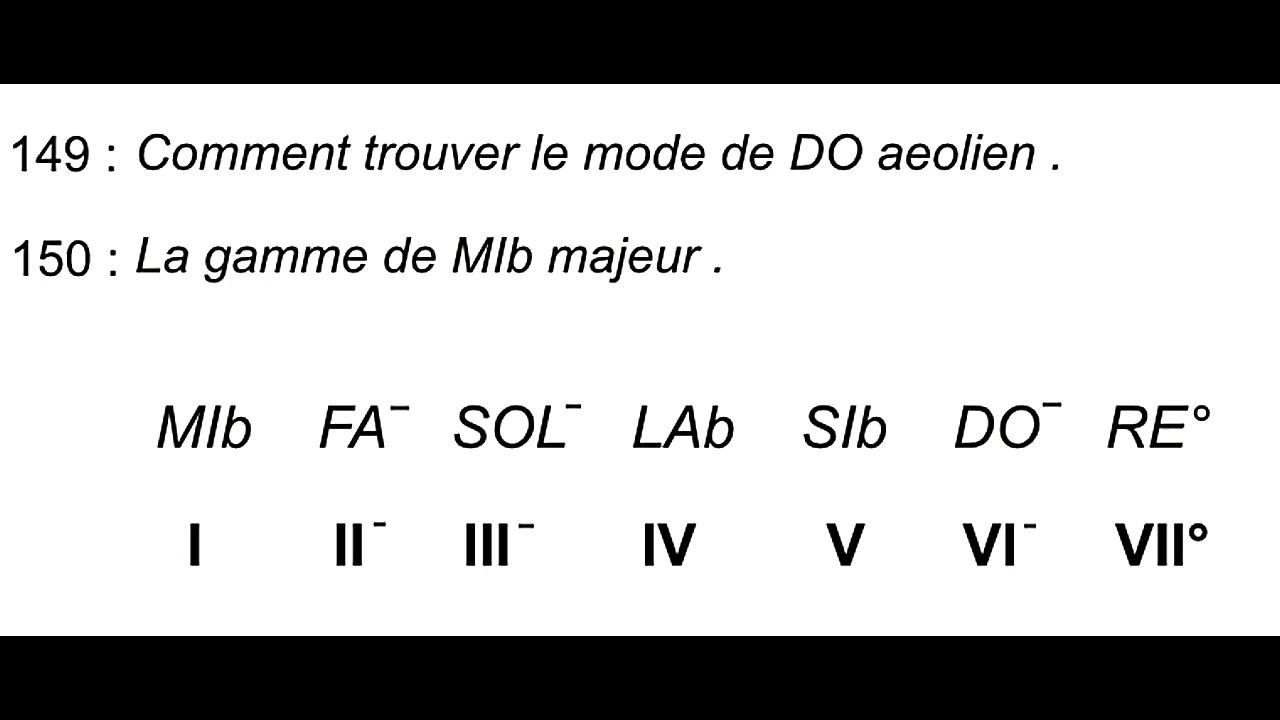 149 : Comment trouver le mode de DO aeolien .
150 : La gamme de MIb majeur .
MIb FA⁻ SOL⁻ LAb SIb DO⁻ RE°
I II⁻ III⁻ IV V VI⁻ VII°